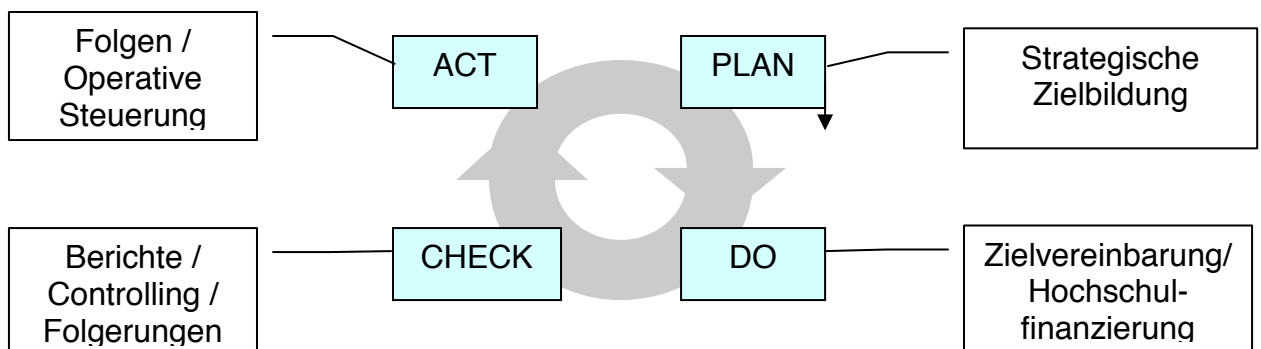 Folgen /
Operative
Steuerung
ACT
PLAN
Strategische
Zielbildung
Berichte /
Controlling /
Folgerungen
CHECK
DO
Zielvereinbarung/
Hochschul-
finanzierung